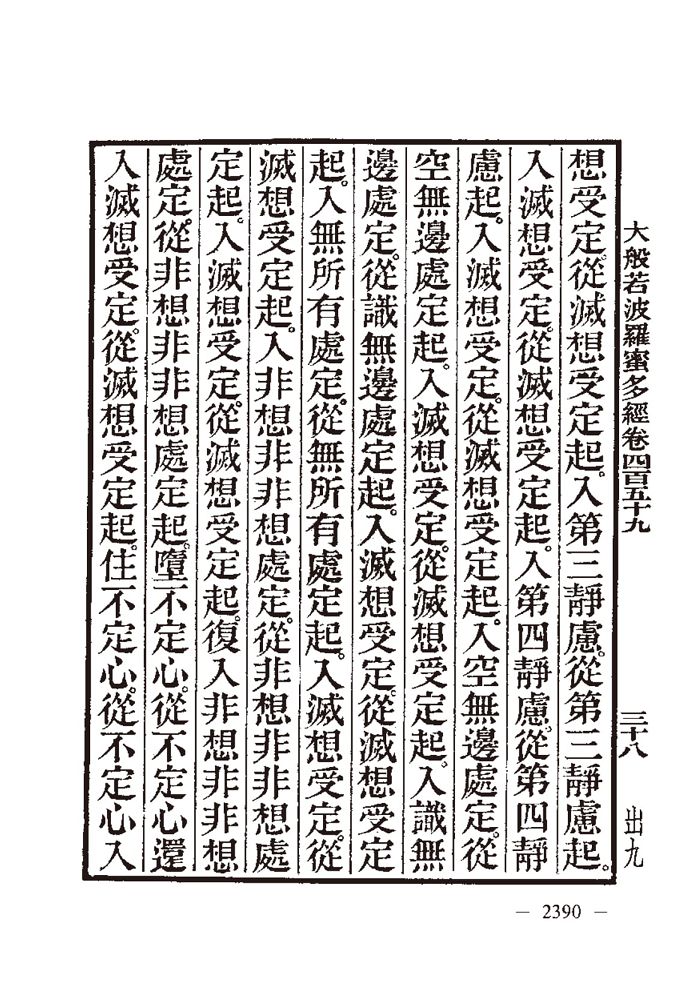 大般若波羅蜜多經卷四百五十九
三十八
出九
想受定。從滅想受定起。入第三靜慮。從第三靜慮起。
入滅想受定。從滅想受定起。入第四靜慮。從第四靜
慮起。入滅想受定。從滅想受定起。入空無邊處定。從
空無邊處定起。入滅想受定。從滅想受定起。入識無
邊處定。從識無邊處定起。入滅想受定。從滅想受定
起。入無所有處定。從無所有處定起。入滅想受定。從
滅想受定起。入非想非非想處定。從非想非非想處
定起。入滅想受定。從滅想受定起。復入非想非非想
處定。從非想非非想處定起。墮不定心。從不定心還
入滅想受定。從滅想受定起。住不定心。從不定心入
— 2390 —